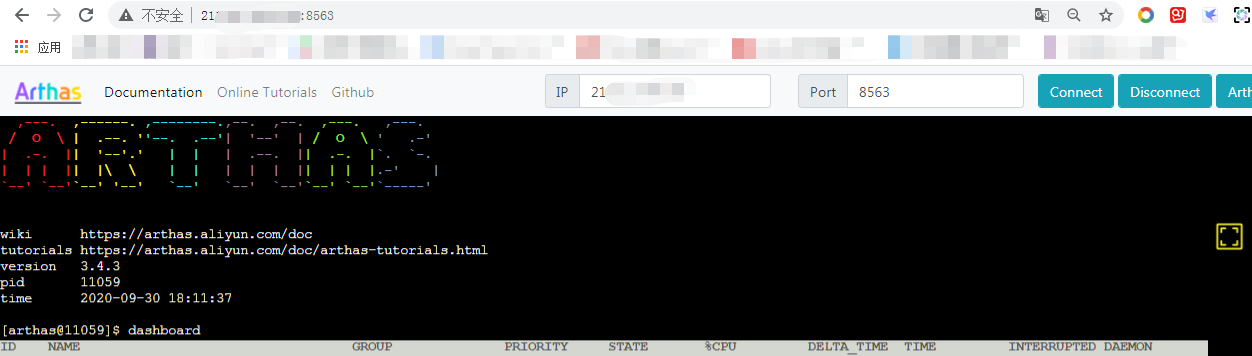 不安全 21 :8563
应用
Arthas Documentation Online Tutorials Github IP 21 Port 8563 Connect Disconnect Arth
ARTHAS
wiki https://arthas.aliyun.com/doc
tutorials https://arthas.aliyun.com/doc/arthas-tutorials.html
version 3.4.3
pid 11059
time 2020-09-30 18:11:37
[arthas@11059]$ dashboard
ID NAME GROUP PRIORITY STATE %CPU DELTA_TIME TIME INTERRUPTED DAEMON